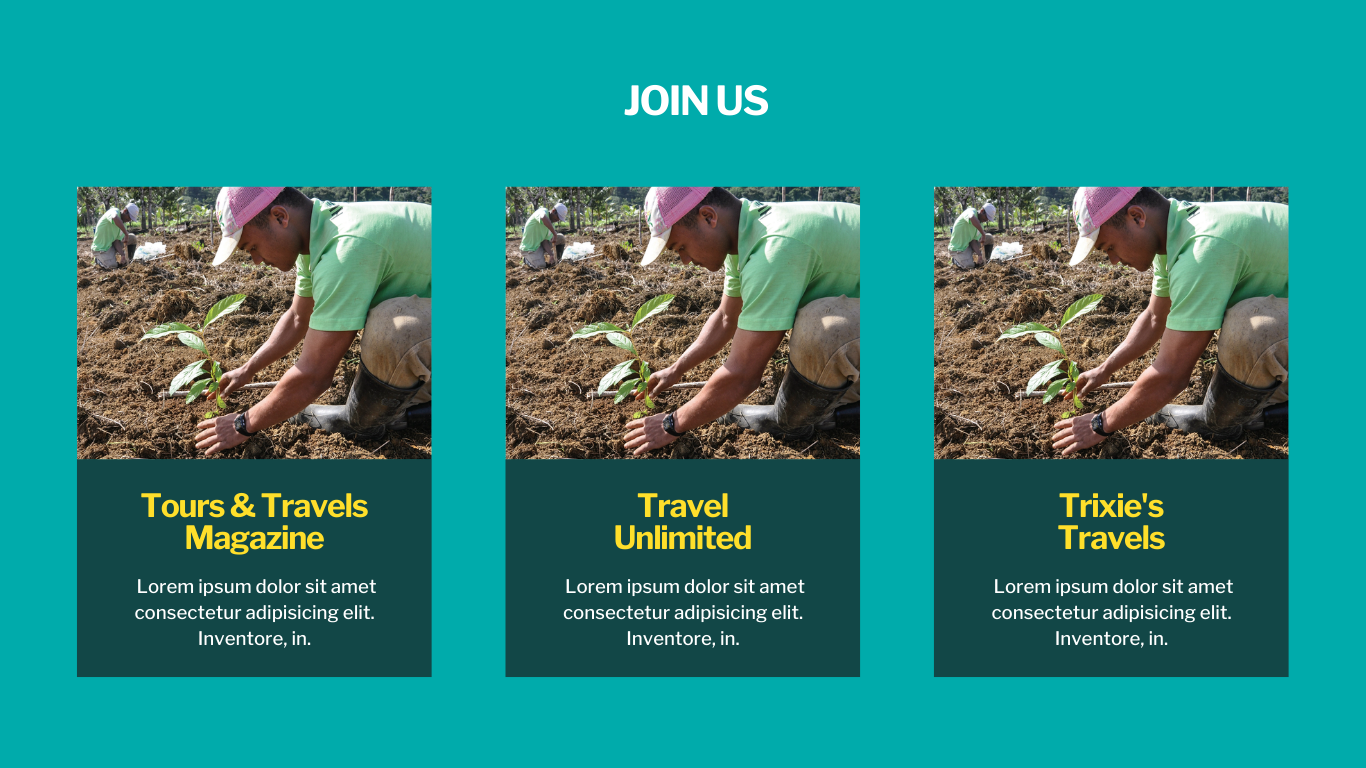 JOIN US
Tours & Travels
Magazine
Lorem ipsum dolor sit amet
consectetur adipisicing elit.
Inventore, in.
Travel
Unlimited
Lorem ipsum dolor sit amet
consectetur adipisicing elit.
Inventore, in.
Trixie's
Travels
Lorem ipsum dolor sit amet
consectetur adipisicing elit.
Inventore, in.